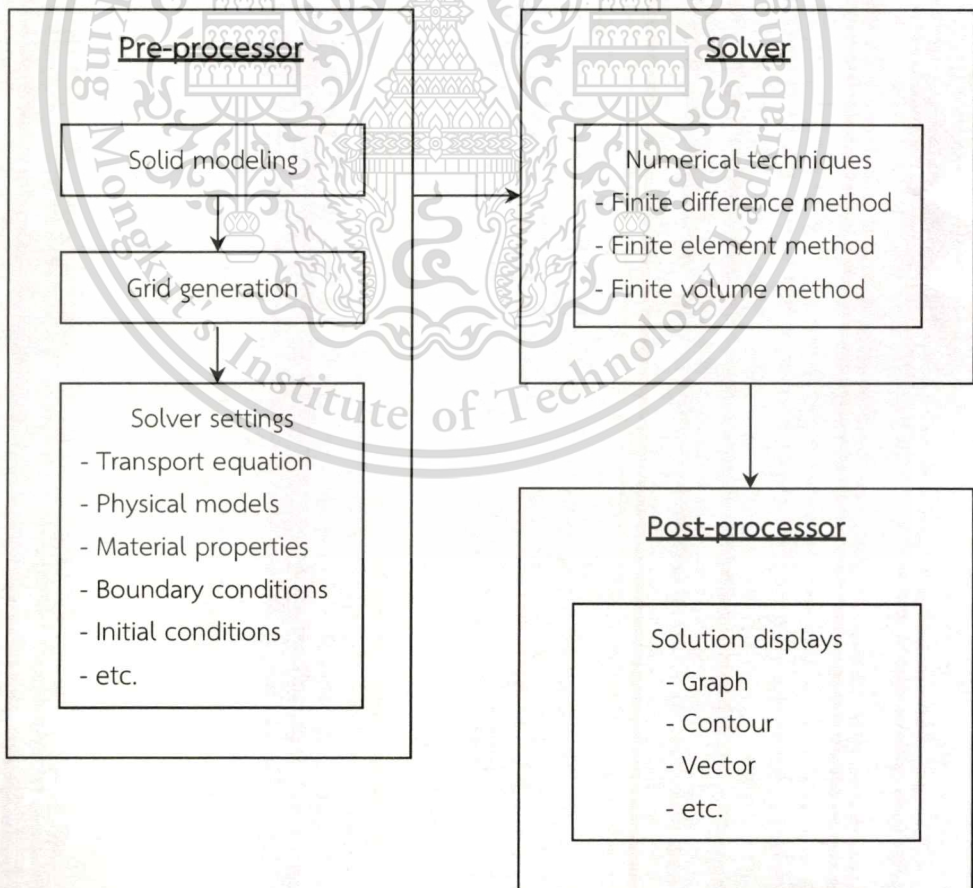 Pre-processor
Solid modeling
Grid generation
Solver settings
- Transport equation
- Physical models
- Material properties
- Boundary conditions
- Initial conditions
- etc.
Solver
Numerical techniques
- Finite difference method
- Finite element method
- Finite volume method
Post-processor
Solution displays
- Graph
- Contour
- Vector
- etc.
Mongkut's Institute of Technology Ladkrabang